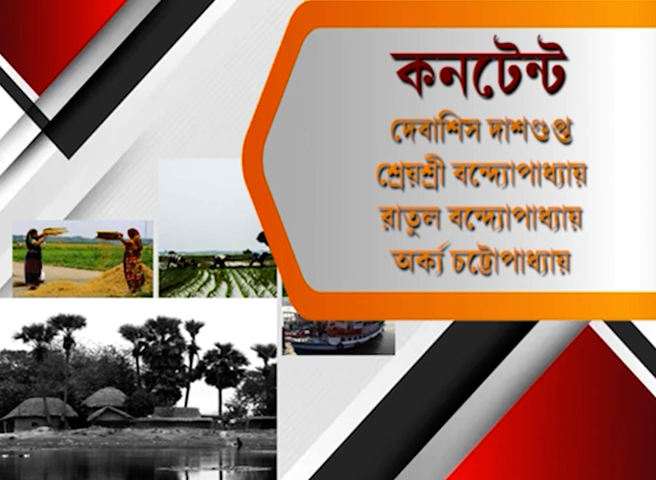 কনটেন্ট
দেবাশিস দাশগুপ্ত
শ্রেয়শ্রী বন্দ্যোপাধ্যায়
রাতুল বন্দ্যোপাধ্যায়
অর্ক্য চট্টোপাধ্যায়